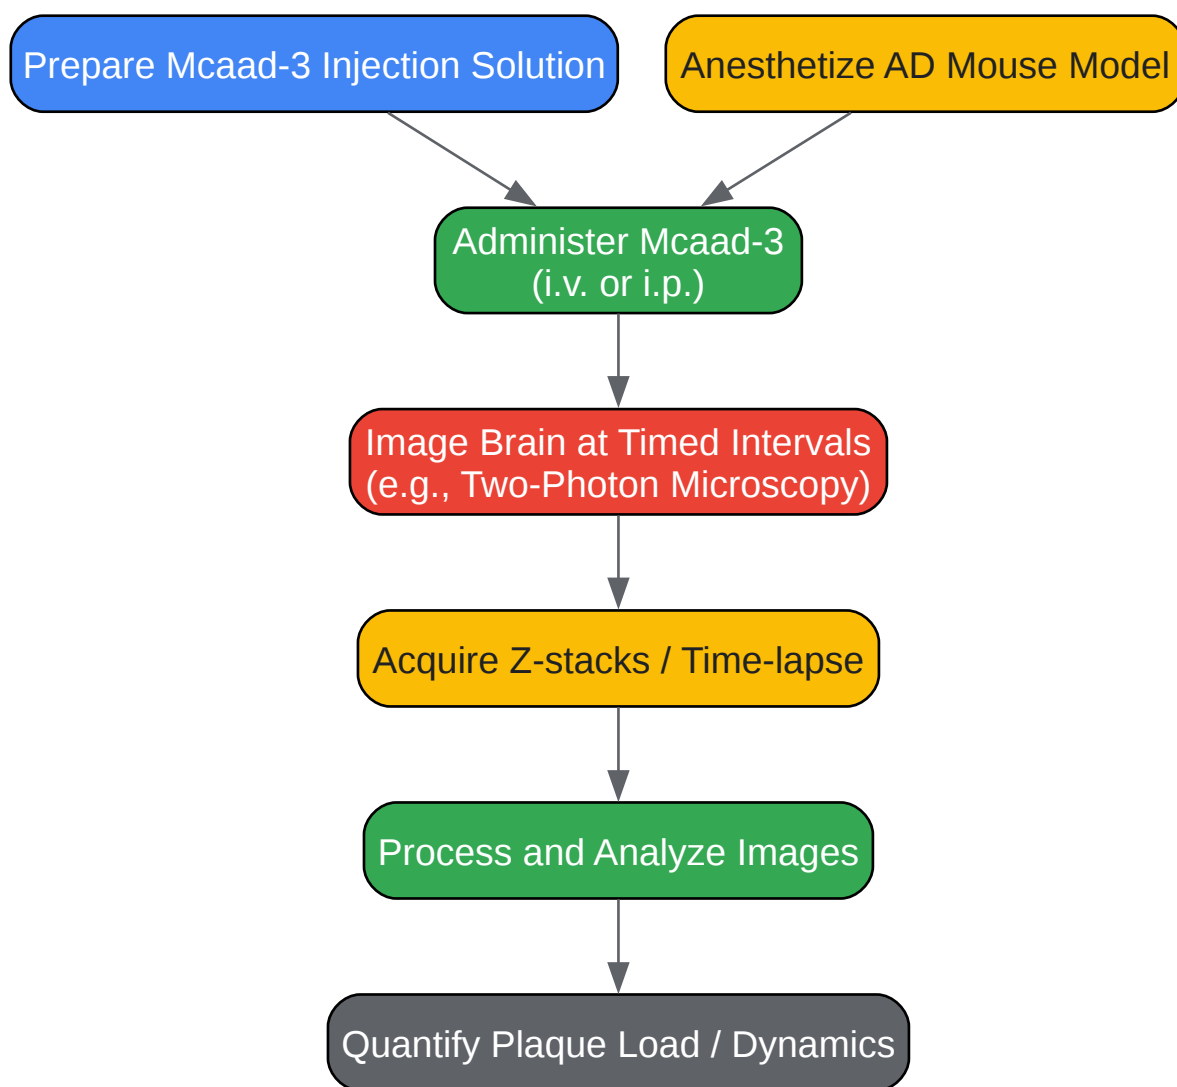 Prepare Mcaad-3 Injection Solution
Anesthetize AD Mouse Model
Administer Mcaad-3
(i.v. or i.p.)
Image Brain at Timed Intervals
(e.g., Two-Photon Microscopy)
Acquire Z-stacks / Time-lapse
Process and Analyze Images
Quantify Plaque Load / Dynamics